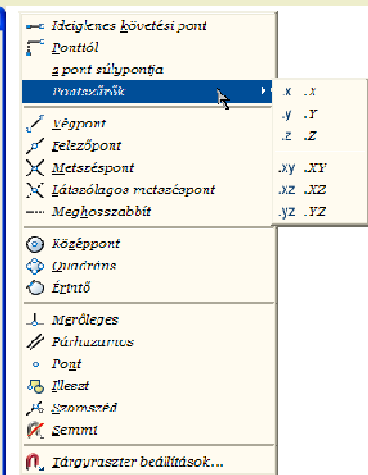 Ideiglenes követési pont
Ponttól
2 pont súlypontja
Pontszűrők
.x .X
.y .Y
.z .Z
.xy .XY
.xz .XZ
.yz .YZ
Végpont
Felezőpont
Metszéspont
Látszólagos metszéspont
Meghosszabbít
Középpont
Quadráns
Érintő
Merőleges
Párhuzamos
Pont
Illeszt
Szomszéd
Semmi
Tárgyraszter beállítások...